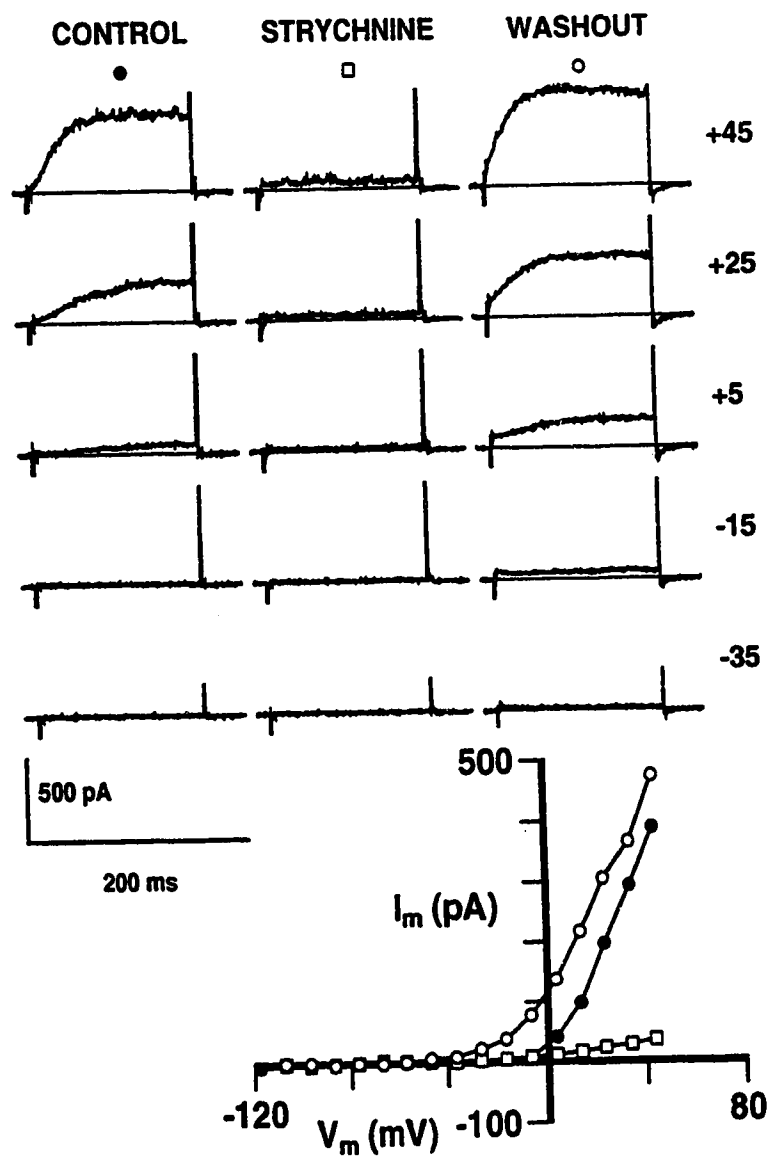 CONTROL STRYCHNINE WASHOUT
+45
+25
+5
-15
-35
500 pA
200 ms
500
Im (pA)
-120
Vm (mV)
-100
80